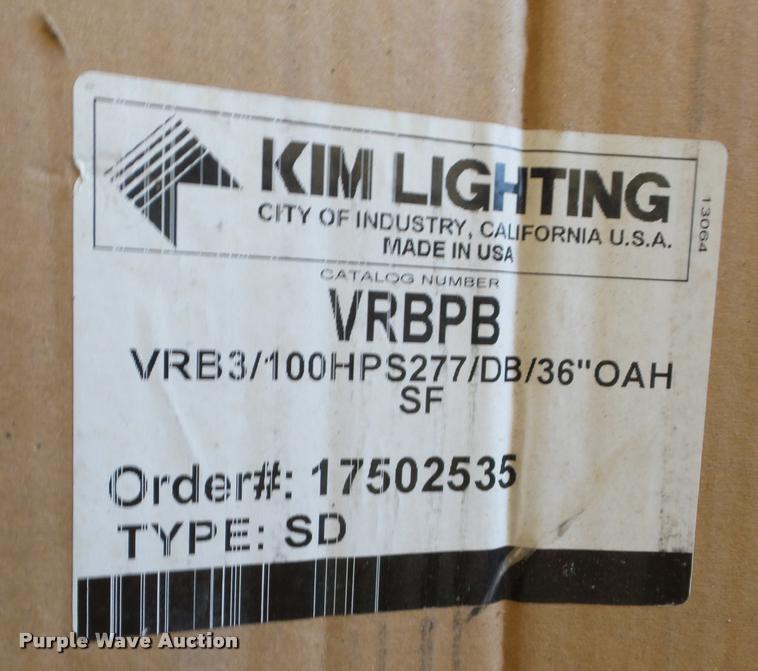 KIM LIGHTING
CITY OF INDUSTRY, CALIFORNIA U.S.A.
MADE IN USA
13064
CATALOG NUMBER
VRBPB
VRB3/100HPS277/DB/36"OAH
SF
Order#: 17502535
TYPE: SD
Purple Wave Auction